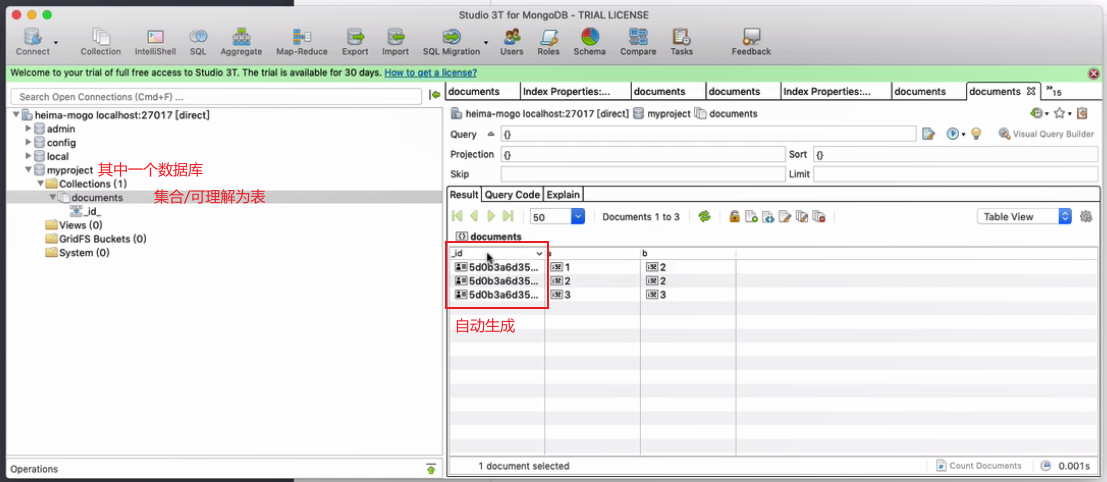 Studio 3T for MongoDB - TRIAL LICENSE
Connect Collection IntelliShell SQL Aggregate Map-Reduce Export Import SQL Migration Users Roles Schema Compare Tasks Feedback
Welcome to your trial of full free access to Studio 3T. The trial is available for 30 days. How to get a license?
Search Open Connections (Cmd+F) ...
heima-mogo localhost:27017 [direct]
admin
config
local
myproject 其中一个数据库
Collections (1)
documents 集合/可理解为表
_id_
Views (0)
GridFS Buckets (0)
System (0)
Operations
documents Index Properties:... documents documents Index Properties:... documents documents »15
heima-mogo localhost:27017 [direct] myproject documents
Query {} Visual Query Builder
Projection {} Sort {}
Skip Limit
Result Query Code Explain
50 Documents 1 to 3 Table View
{} documents
_id b
5d0b3a6d35... 1 2
5d0b3a6d35... 2 2
5d0b3a6d35... 3 3
自动生成
1 document selected Count Documents 0.001s